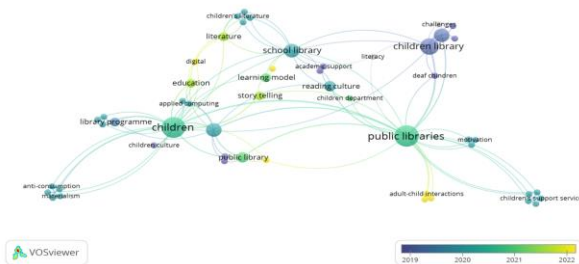 children's literature
challenges
literature
school library
children library
digital
academic support
literacy
learning model
deaf children
education
reading culture
story telling
children department
applied computing
library programme
children
children culture
public libraries
motivation
public library
anti-consumption
materialism
adult-child interactions
children's support servic
VOSviewer
2019 2020 2021 2022